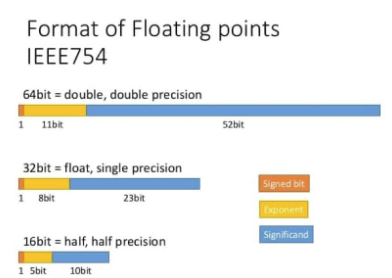 Format of Floating points
IEEE754
64bit = double, double precision
1 11bit 52bit
32bit = float, single precision
1 8bit 23bit
Signed bit
Exponent
Significand
16bit = half, half precision
1 5bit 10bit